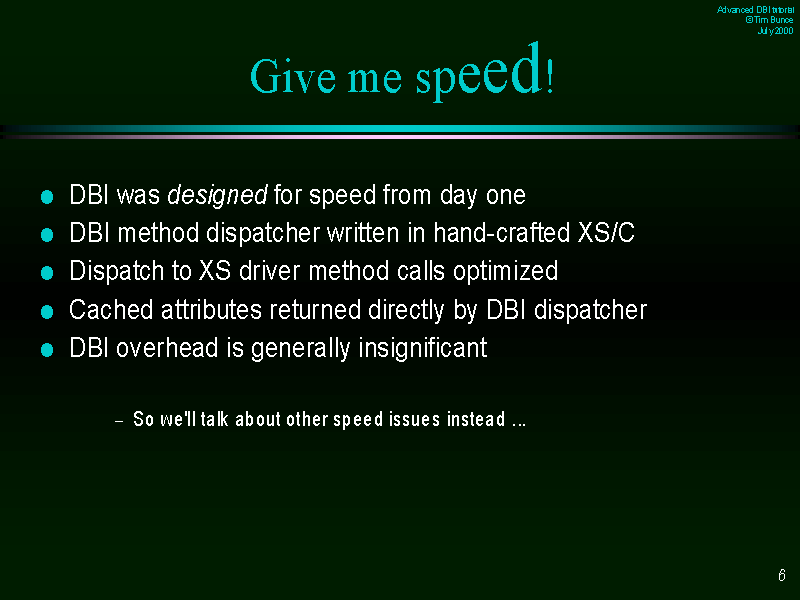 Advanced DBI tutorial
© Tim Bunce
July 2000
Give me speed!
DBI was designed for speed from day one
DBI method dispatcher written in hand-crafted XS/C
Dispatch to XS driver method calls optimized
Cached attributes returned directly by DBI dispatcher
DBI overhead is generally insignificant
– So we'll talk about other speed issues instead ...
6